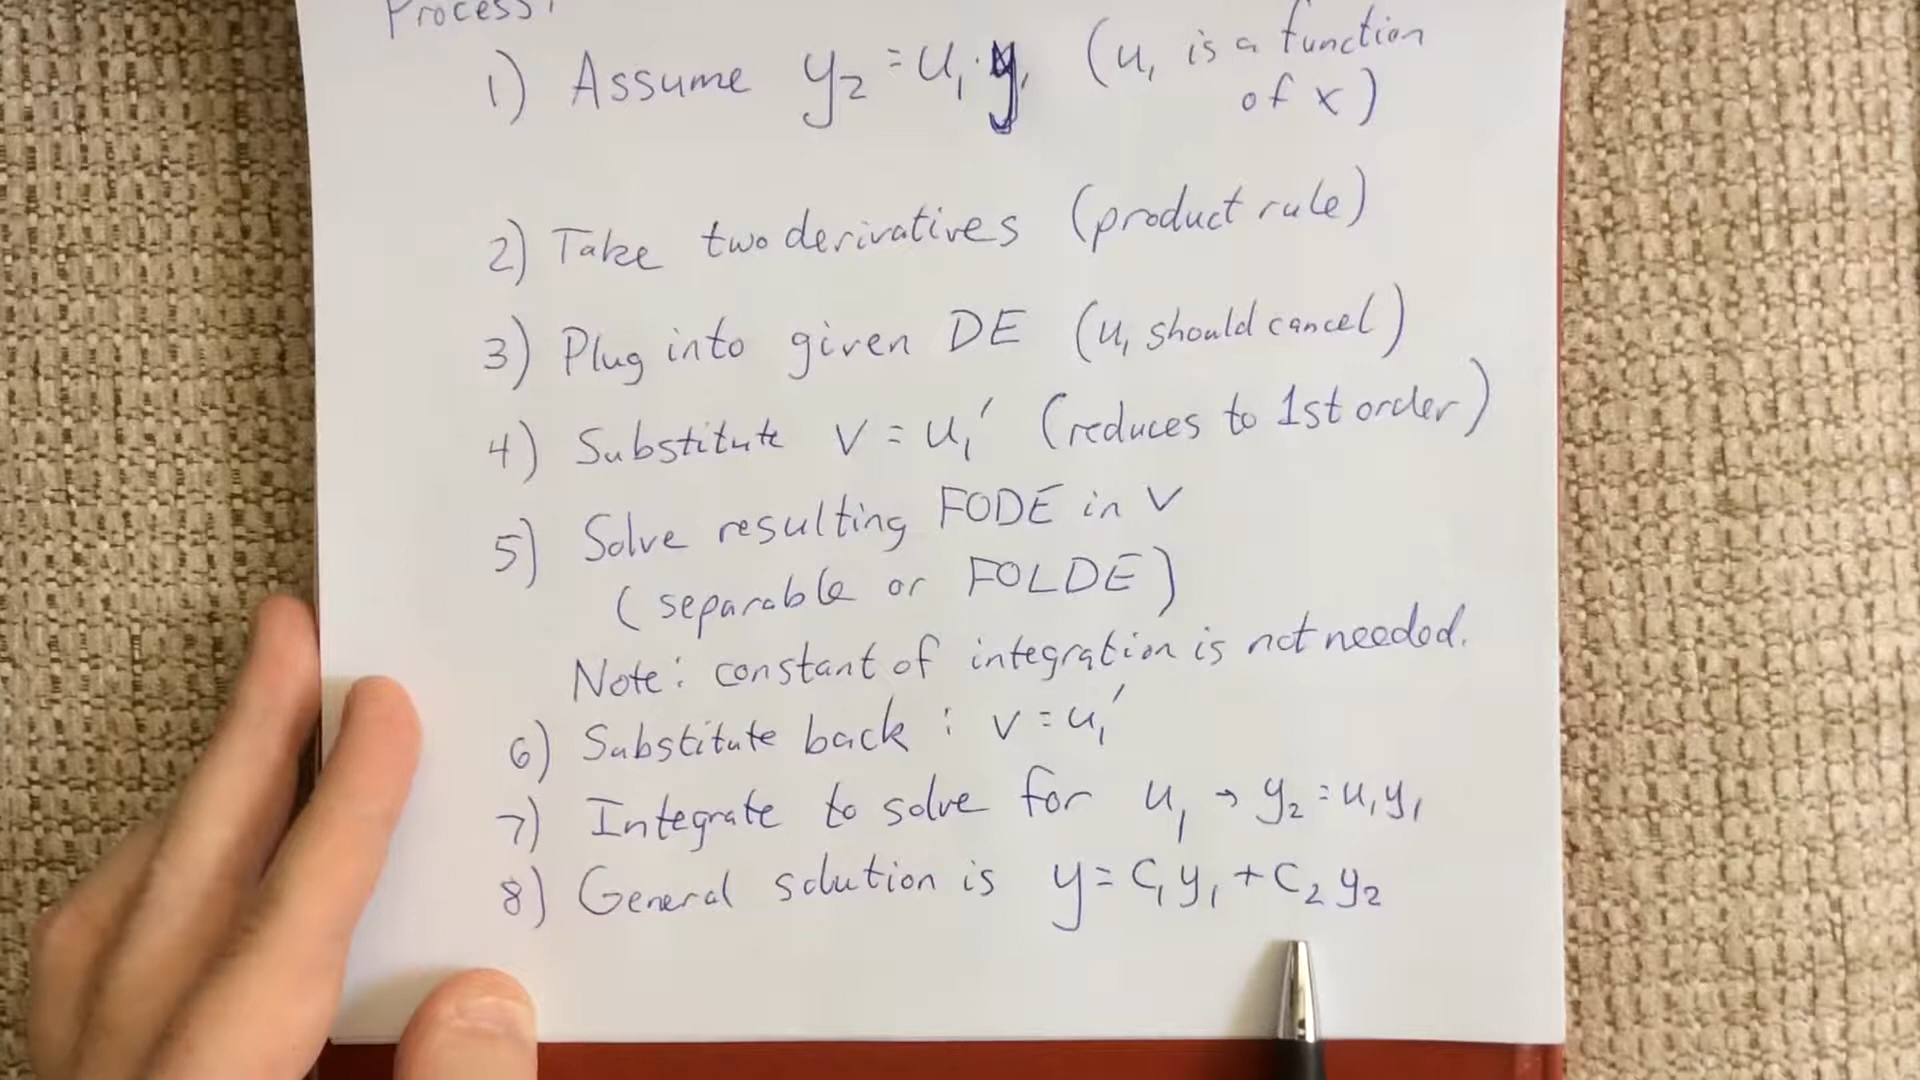 Process:
1) Assume y₂ = u₁·y₁ (u₁ is a function
of x)
2) Take two derivatives (product rule)
3) Plug into given DE (u₁ should cancel)
4) Substitute v = u₁′ (reduces to 1st order)
5) Solve resulting FODE in v
(separable or FOLDE)
Note: constant of integration is not needed.
6) Substitute back: v = u₁′
7) Integrate to solve for u₁ → y₂ = u₁y₁
8) General solution is y = C₁y₁ + C₂y₂